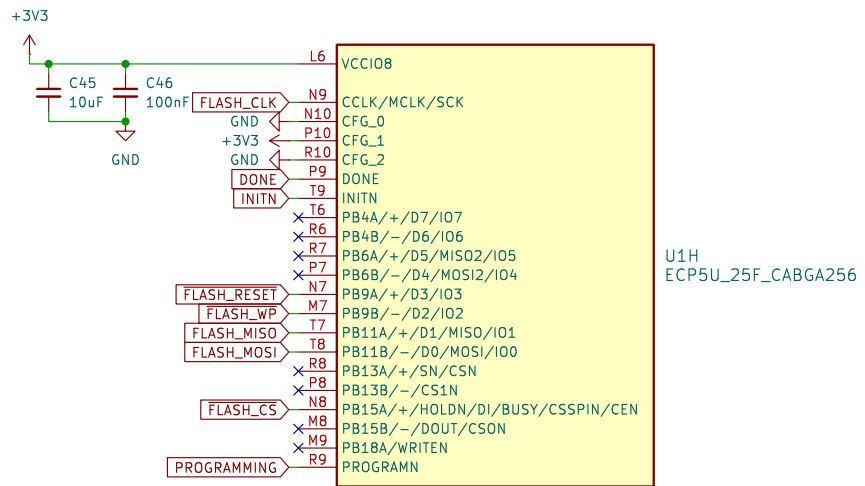 +3V3
L6 VCCIO8
C45 C46
10uF 100nF
FLASH_CLK N9 CCLK/MCLK/SCK
GND N10 CFG_0
+3V3 P10 CFG_1
GND R10 CFG_2
GND
DONE P9 DONE
INITN T9 INITN
T6 PB4A/+/D7/IO7
R6 PB4B/-/D6/IO6
R7 PB6A/+/D5/MISO2/IO5
P7 PB6B/-/D4/MOSI2/IO4
U1H
ECP5U_25F_CABGA256
FLASH_RESET N7 PB9A/+/D3/IO3
FLASH_WP M7 PB9B/-/D2/IO2
FLASH_MISO T7 PB11A/+/D1/MISO/IO1
FLASH_MOSI T8 PB11B/-/D0/MOSI/IO0
R8 PB13A/+/SN/CSN
P8 PB13B/-/CS1N
FLASH_CS N8 PB15A/+/HOLDN/DI/BUSY/CSSPIN/CEN
M8 PB15B/-/DOUT/CSON
M9 PB18A/WRITEN
PROGRAMMING R9 PROGRAMN